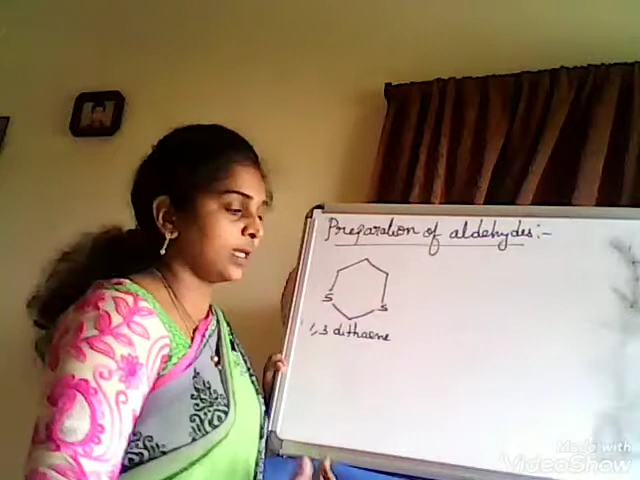 Preparation of aldehydes:-
S
S
1,3 dithaene
Made with
VideoShow